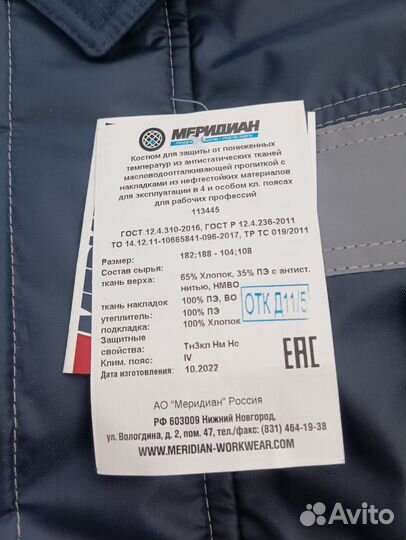 МЕРИДИАН
Костюм для защиты от пониженных
температур из антистатических тканей
масловодоотталкивающей пропиткой с
накладками из нефтестойких материалов
для эксплуатации в 4 и особом кл. поясах
для рабочих профессий
113445
ГОСТ 12.4.310-2016, ГОСТ Р 12.4.236-2011
ТО 14.12.11-10665841-096-2017, ТР ТС 019/2011
Размер: 182;188 - 104;108
Состав сырья:
ткань верха: 65% Хлопок, 35% ПЭ с антист.
нитью, НМВО
ткань накладок 100% ПЭ, ВО
утеплитель: 100% ПЭ
подкладка: 100% Хлопок
ОТК Д11/5
Защитные
свойства: Тн3кл Нм Нс
Клим. пояс: IV
Дата изготовления: 10.2022
ЕАС
АО "Меридиан" Россия
РФ 603009 Нижний Новгород,
ул. Вологдина, д. 2, пом. 47, тел./факс: (831) 464-19-38
WWW.MERIDIAN-WORKWEAR.COM
Avito